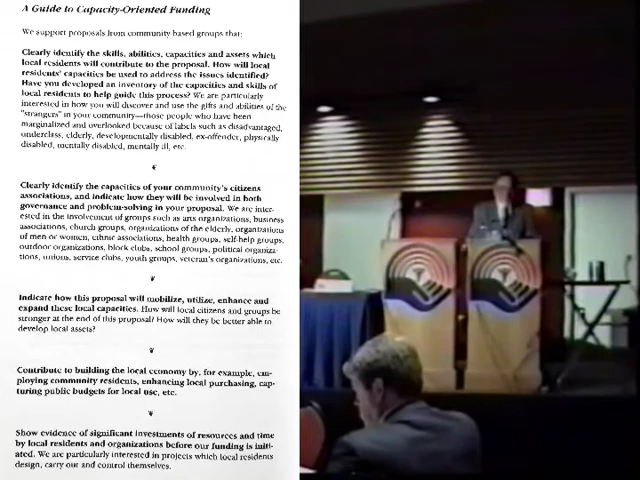 A Guide to Capacity-Oriented Funding
We support proposals from community based groups that:
Clearly identify the skills, abilities, capacities and assets which
local residents will contribute to the proposal. How will local
residents' capacities be used to address the issues identified?
Have you developed an inventory of the capacities and skills of
local residents to help guide this process? We are particularly
interested in how you will discover and use the gifts and abilities of the
"strangers" in your community—those people who have been
marginalized and overlooked because of labels such as disadvantaged,
underclass, elderly, developmentally disabled, ex-offender, physically
disabled, mentally disabled, mentally ill, etc.
Clearly identify the capacities of your community's citizens
associations, and indicate how they will be involved in both
governance and problem-solving in your proposal. We are inter-
ested in the involvement of groups such as arts organizations, business
associations, church groups, organizations of the elderly, organizations
of men or women, ethnic associations, health groups, self-help groups,
outdoor organizations, block clubs, school groups, political organiza-
tions, unions, service clubs, youth groups, veteran's organizations, etc.
Indicate how this proposal will mobilize, utilize, enhance and
expand these local capacities. How will local citizens and groups be
stronger at the end of this proposal? How will they be better able to
develop local assets?
Contribute to building the local economy by, for example, em-
ploying community residents, enhancing local purchasing, cap-
turing public budgets for local use, etc.
Show evidence of significant investments of resources and time
by local residents and organizations before our funding is initi-
ated. We are particularly interested in projects which local residents
design, carry out and control themselves.